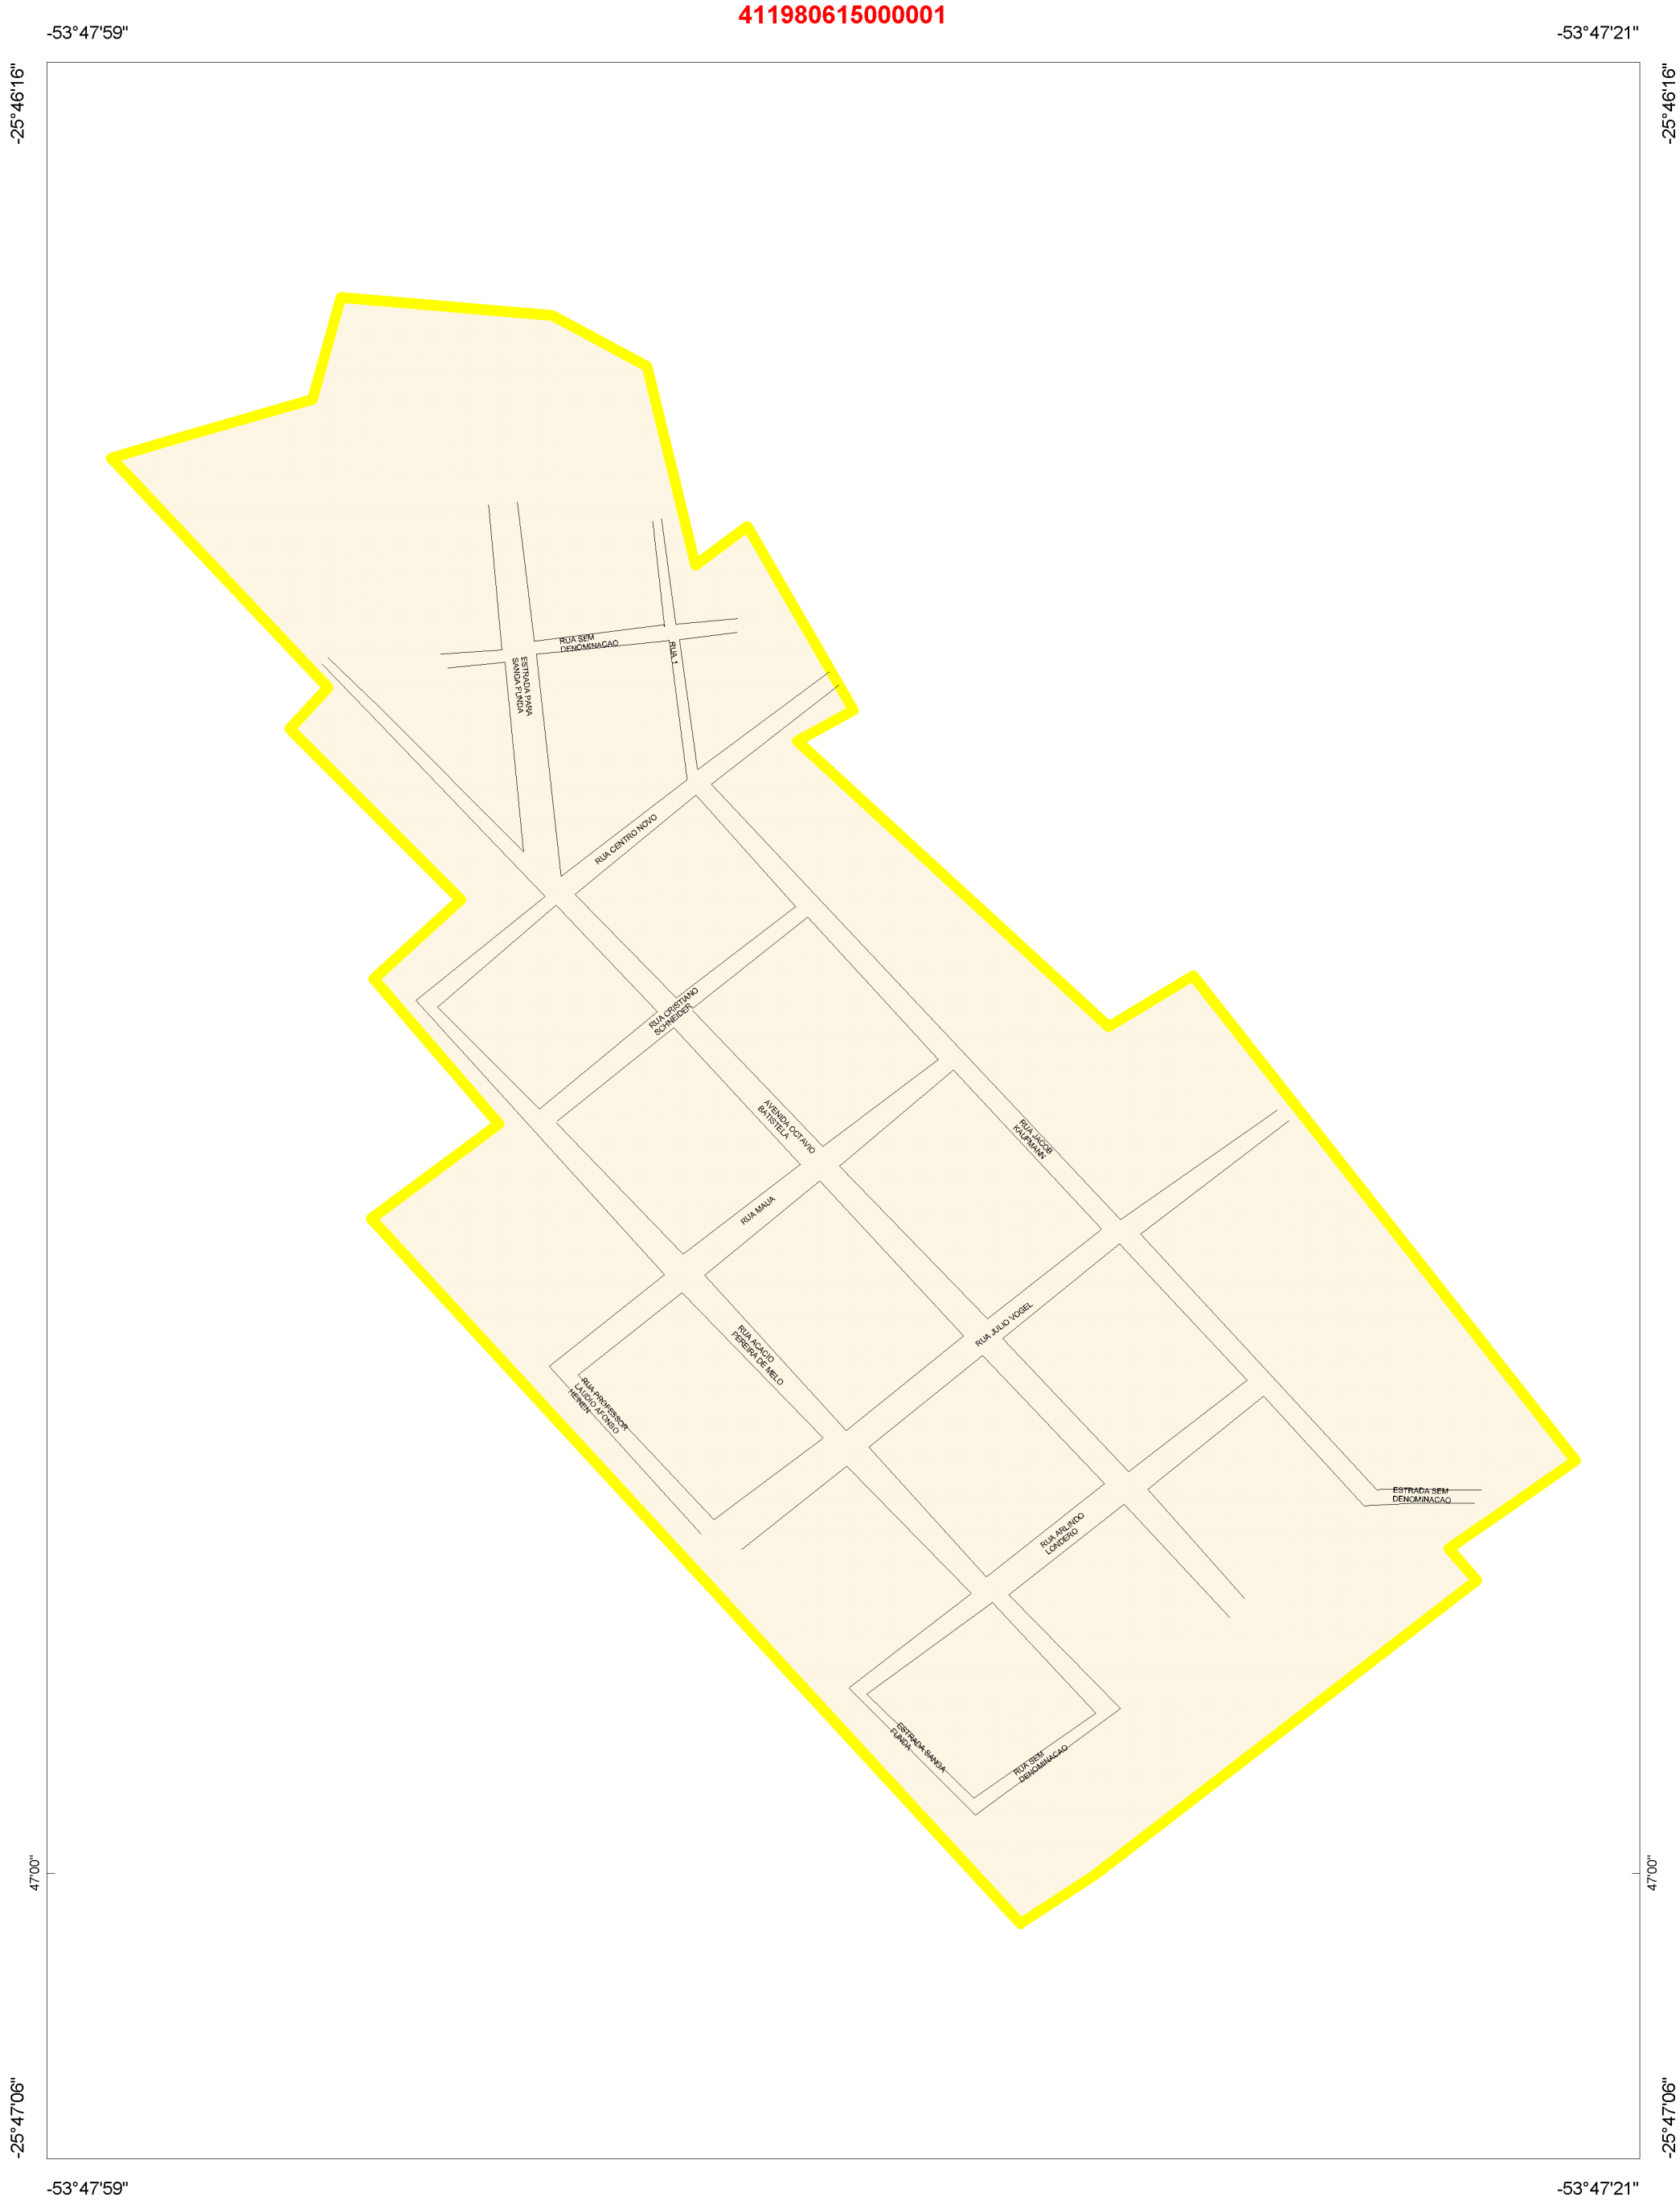 411980615000001
-53°47'59"
-53°47'21"
-25°46'16"
-25°46'16"
RUA SEM
DENOMINACAO
RUA 1
ESTRADA PARA
SANGA FUNDA
RUA CENTRO NOVO
RUA CRISTIANO
SCHNEIDER
AVENIDA OCTAVIO
BATISTELA
RUA JACOB
KAUFMANN
RUA MAUA
RUA JULIO VOGEL
RUA ACACIO
PEREIRA DE MELO
RUA PROFESSOR
LAUDIO AFONSO
HEINEN
ESTRADA SEM
DENOMINACAO
RUA ARLINDO
LONDERO
ESTRADA SANGA
FUNDA
RUA SEM
DENOMINACAO
47'00"
47'00"
-25°47'06"
-25°47'06"
-53°47'59"
-53°47'21"